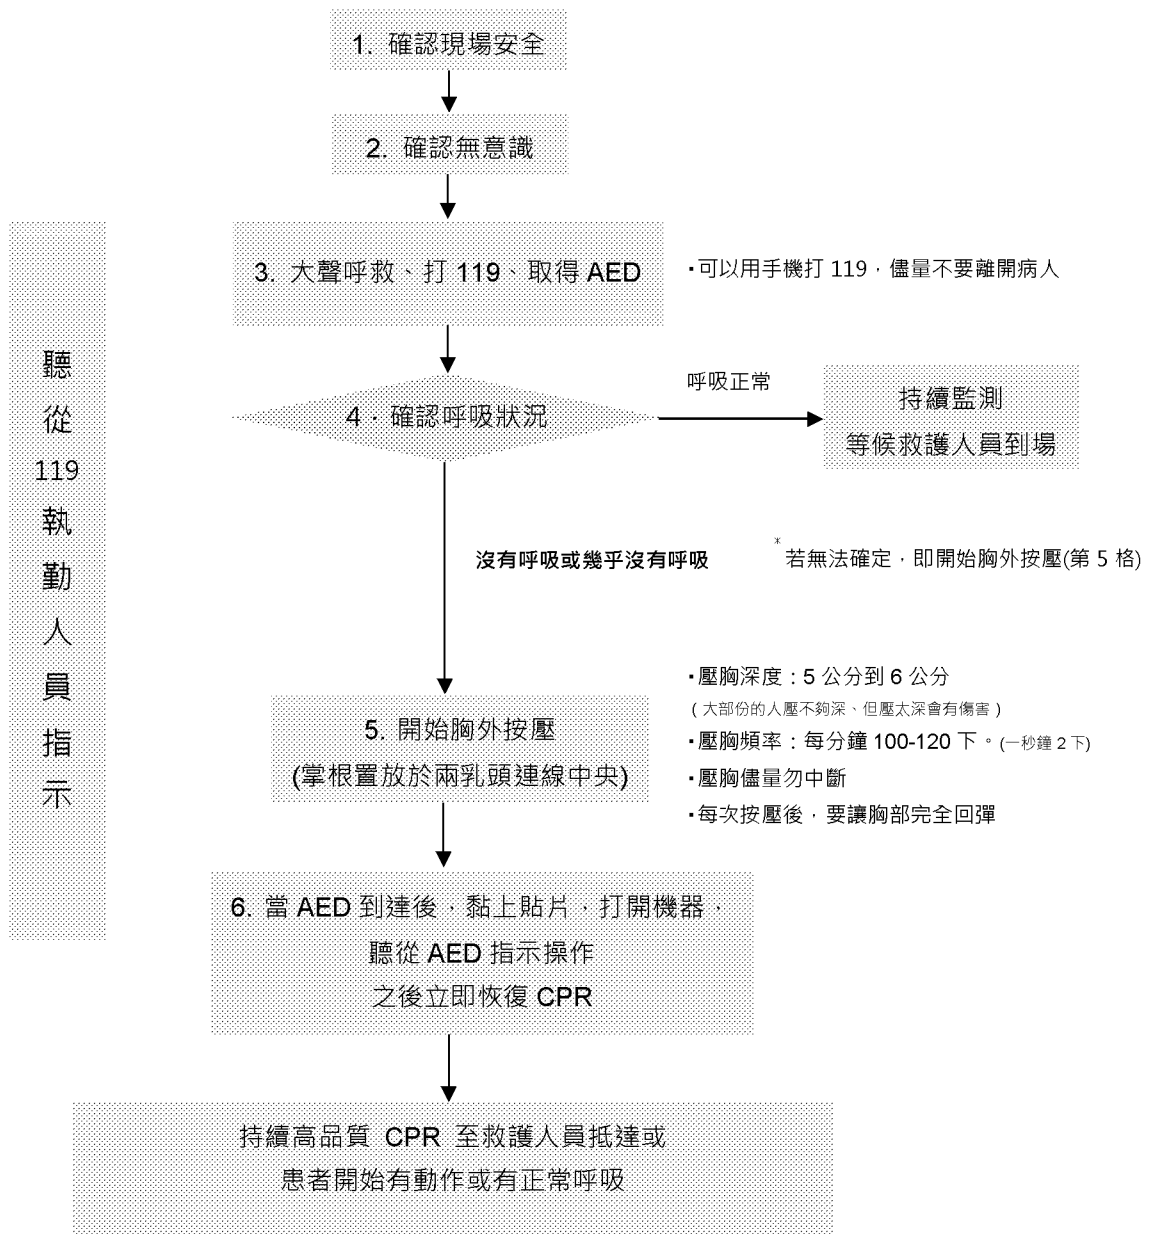 1. 確認現場安全
2. 確認無意識
3. 大聲呼救、打 119、取得 AED
‧可以用手機打 119，儘量不要離開病人
聽
從
119
執
勤
人
員
指
示
4．確認呼吸狀況
呼吸正常
持續監測
等候救護人員到場
沒有呼吸或幾乎沒有呼吸
*若無法確定，即開始胸外按壓(第 5 格)
5. 開始胸外按壓
(掌根置放於兩乳頭連線中央)
‧壓胸深度：5 公分到 6 公分
（大部份的人壓不夠深、但壓太深會有傷害）
‧壓胸頻率：每分鐘 100-120 下。(一秒鐘 2 下)
‧壓胸儘量勿中斷
‧每次按壓後，要讓胸部完全回彈
6. 當 AED 到達後，黏上貼片，打開機器，
聽從 AED 指示操作
之後立即恢復 CPR
持續高品質 CPR 至救護人員抵達或
患者開始有動作或有正常呼吸